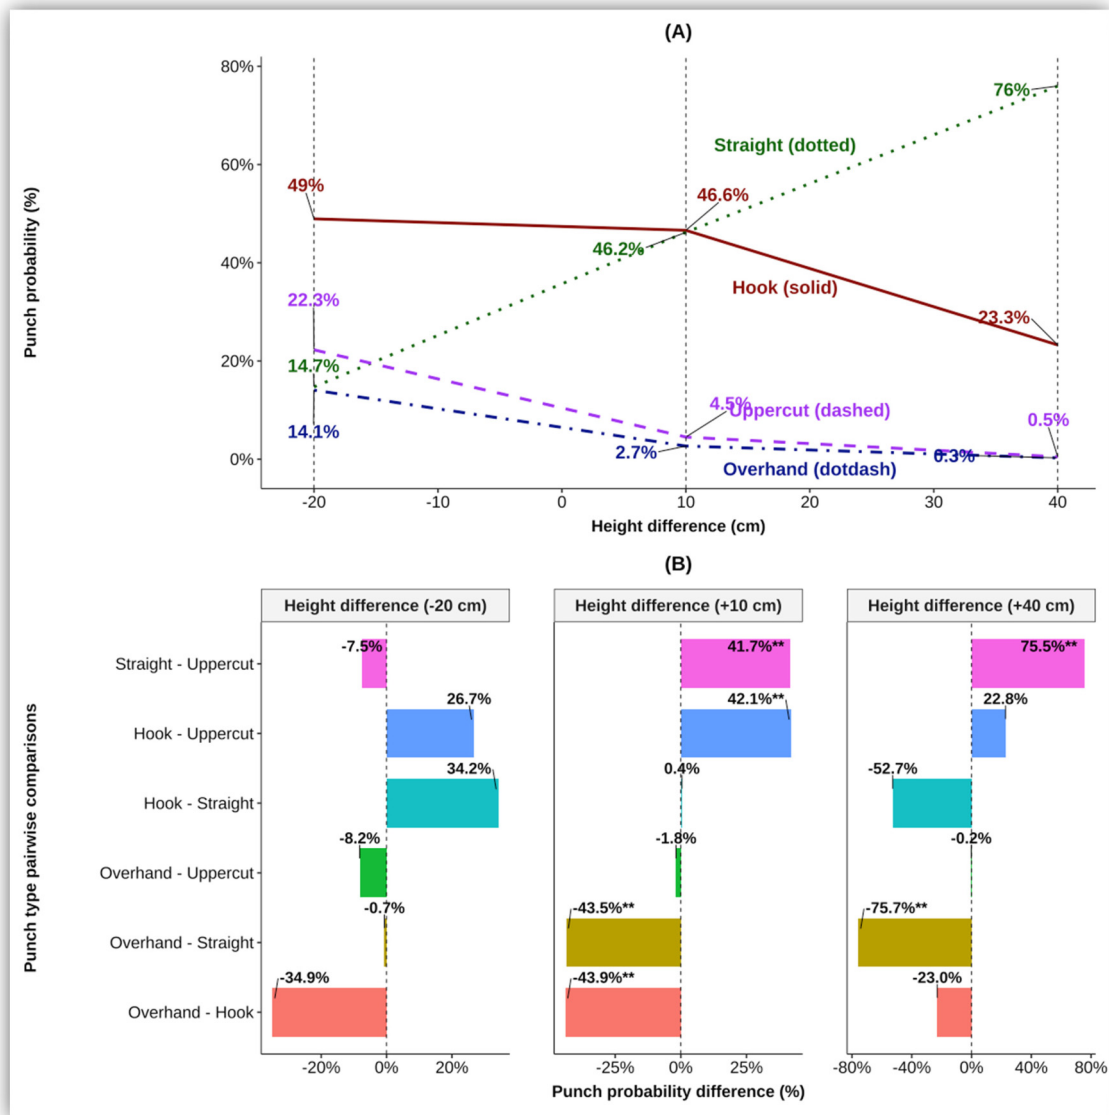 (A)
80%
76%
Straight (dotted)
60%
49%
46.6%
46.2%
40%
Hook (solid)
23.3%
22.3%
20%
14.7%
14.1%
4.5%
Uppercut (dashed)
0.5%
2.7%
0.3%
Overhand (dotdash)
0%
Punch probability (%)
-20 -10 0 10 20 30 40
Height difference (cm)
(B)
Height difference (-20 cm) Height difference (+10 cm) Height difference (+40 cm)
Straight - Uppercut -7.5% 41.7%** 75.5%**
Hook - Uppercut 26.7% 42.1%** 22.8%
Hook - Straight 34.2% 0.4% -52.7%
Overhand - Uppercut -8.2% -1.8% -0.2%
Overhand - Straight -0.7% -43.5%** -75.7%**
Overhand - Hook -34.9% -43.9%** -23.0%
Punch type pairwise comparisons
-20% 0% 20% -25% 0% 25% -80% -40% 0% 40% 80%
Punch probability difference (%)